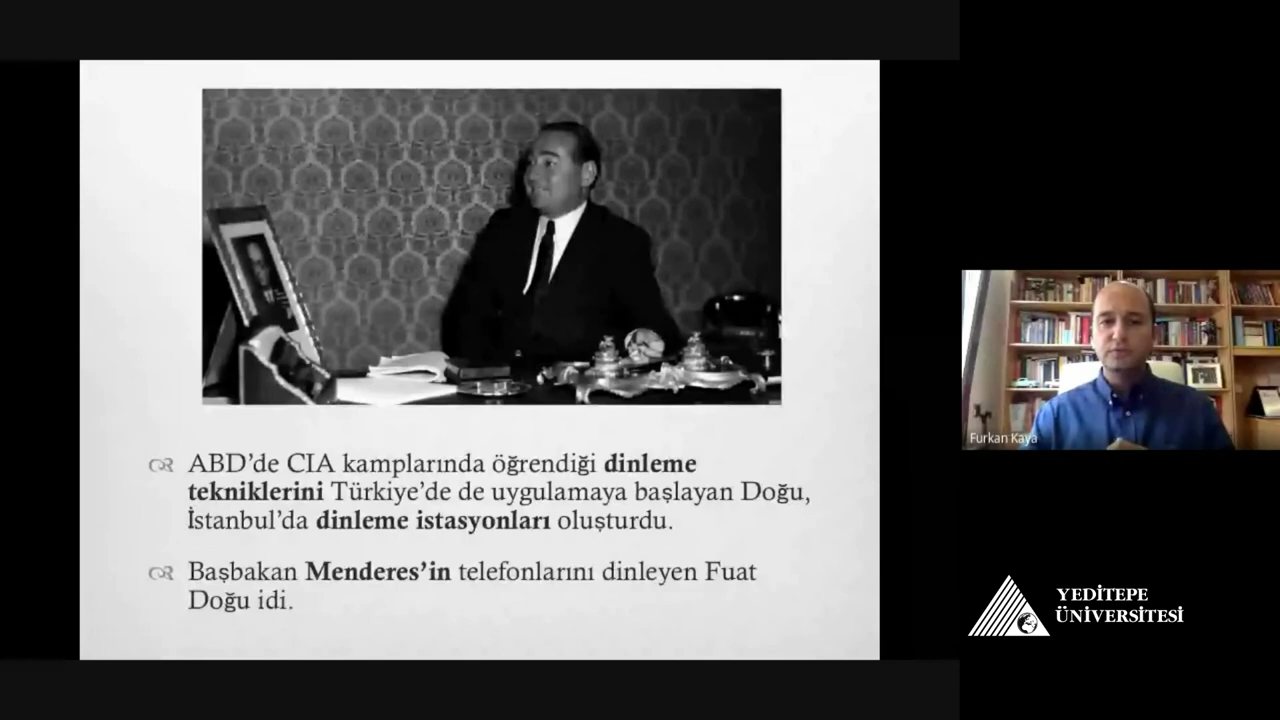 ABD'de CIA kamplarında öğrendiği dinleme
tekniklerini Türkiye'de de uygulamaya başlayan Doğu,
İstanbul'da dinleme istasyonları oluşturdu.
Başbakan Menderes'in telefonlarını dinleyen Fuat
Doğu idi.
Furkan Kaya
YEDİTEPE
ÜNİVERSİTESİ